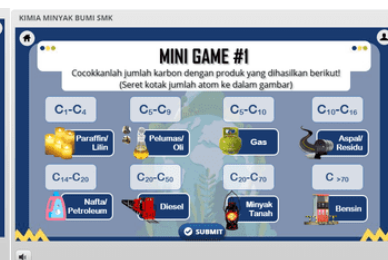 KIMIA MINYAK BUMI SMK
MINI GAME #1
Cocokkanlah jumlah karbon dengan produk yang dihasilkan berikut!
(Seret kotak jumlah atom ke dalam gambar)
C₁-C₄
C₅-C₉
C₅-C₁₀
C₁₀-C₁₆
Paraffin/
Lilin
Pelumas/
Oli
Gas
Aspal/
Residu
C₁₄-C₂₀
C₂₀-C₅₀
C₂₀-C₇₀
C >₇₀
Nafta/
Petroleum
Diesel
Minyak
Tanah
Bensin
SUBMIT